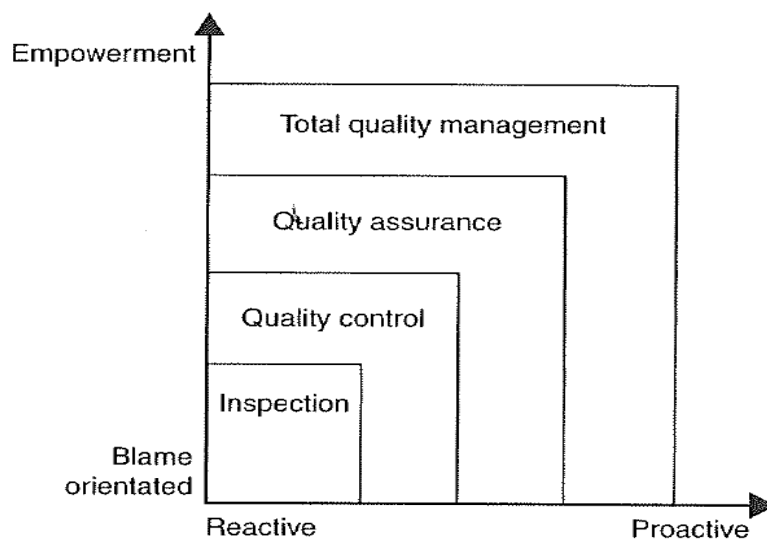 Empowerment
Total quality management
Quality assurance
Quality control
Inspection
Blame
orientated
Reactive
Proactive